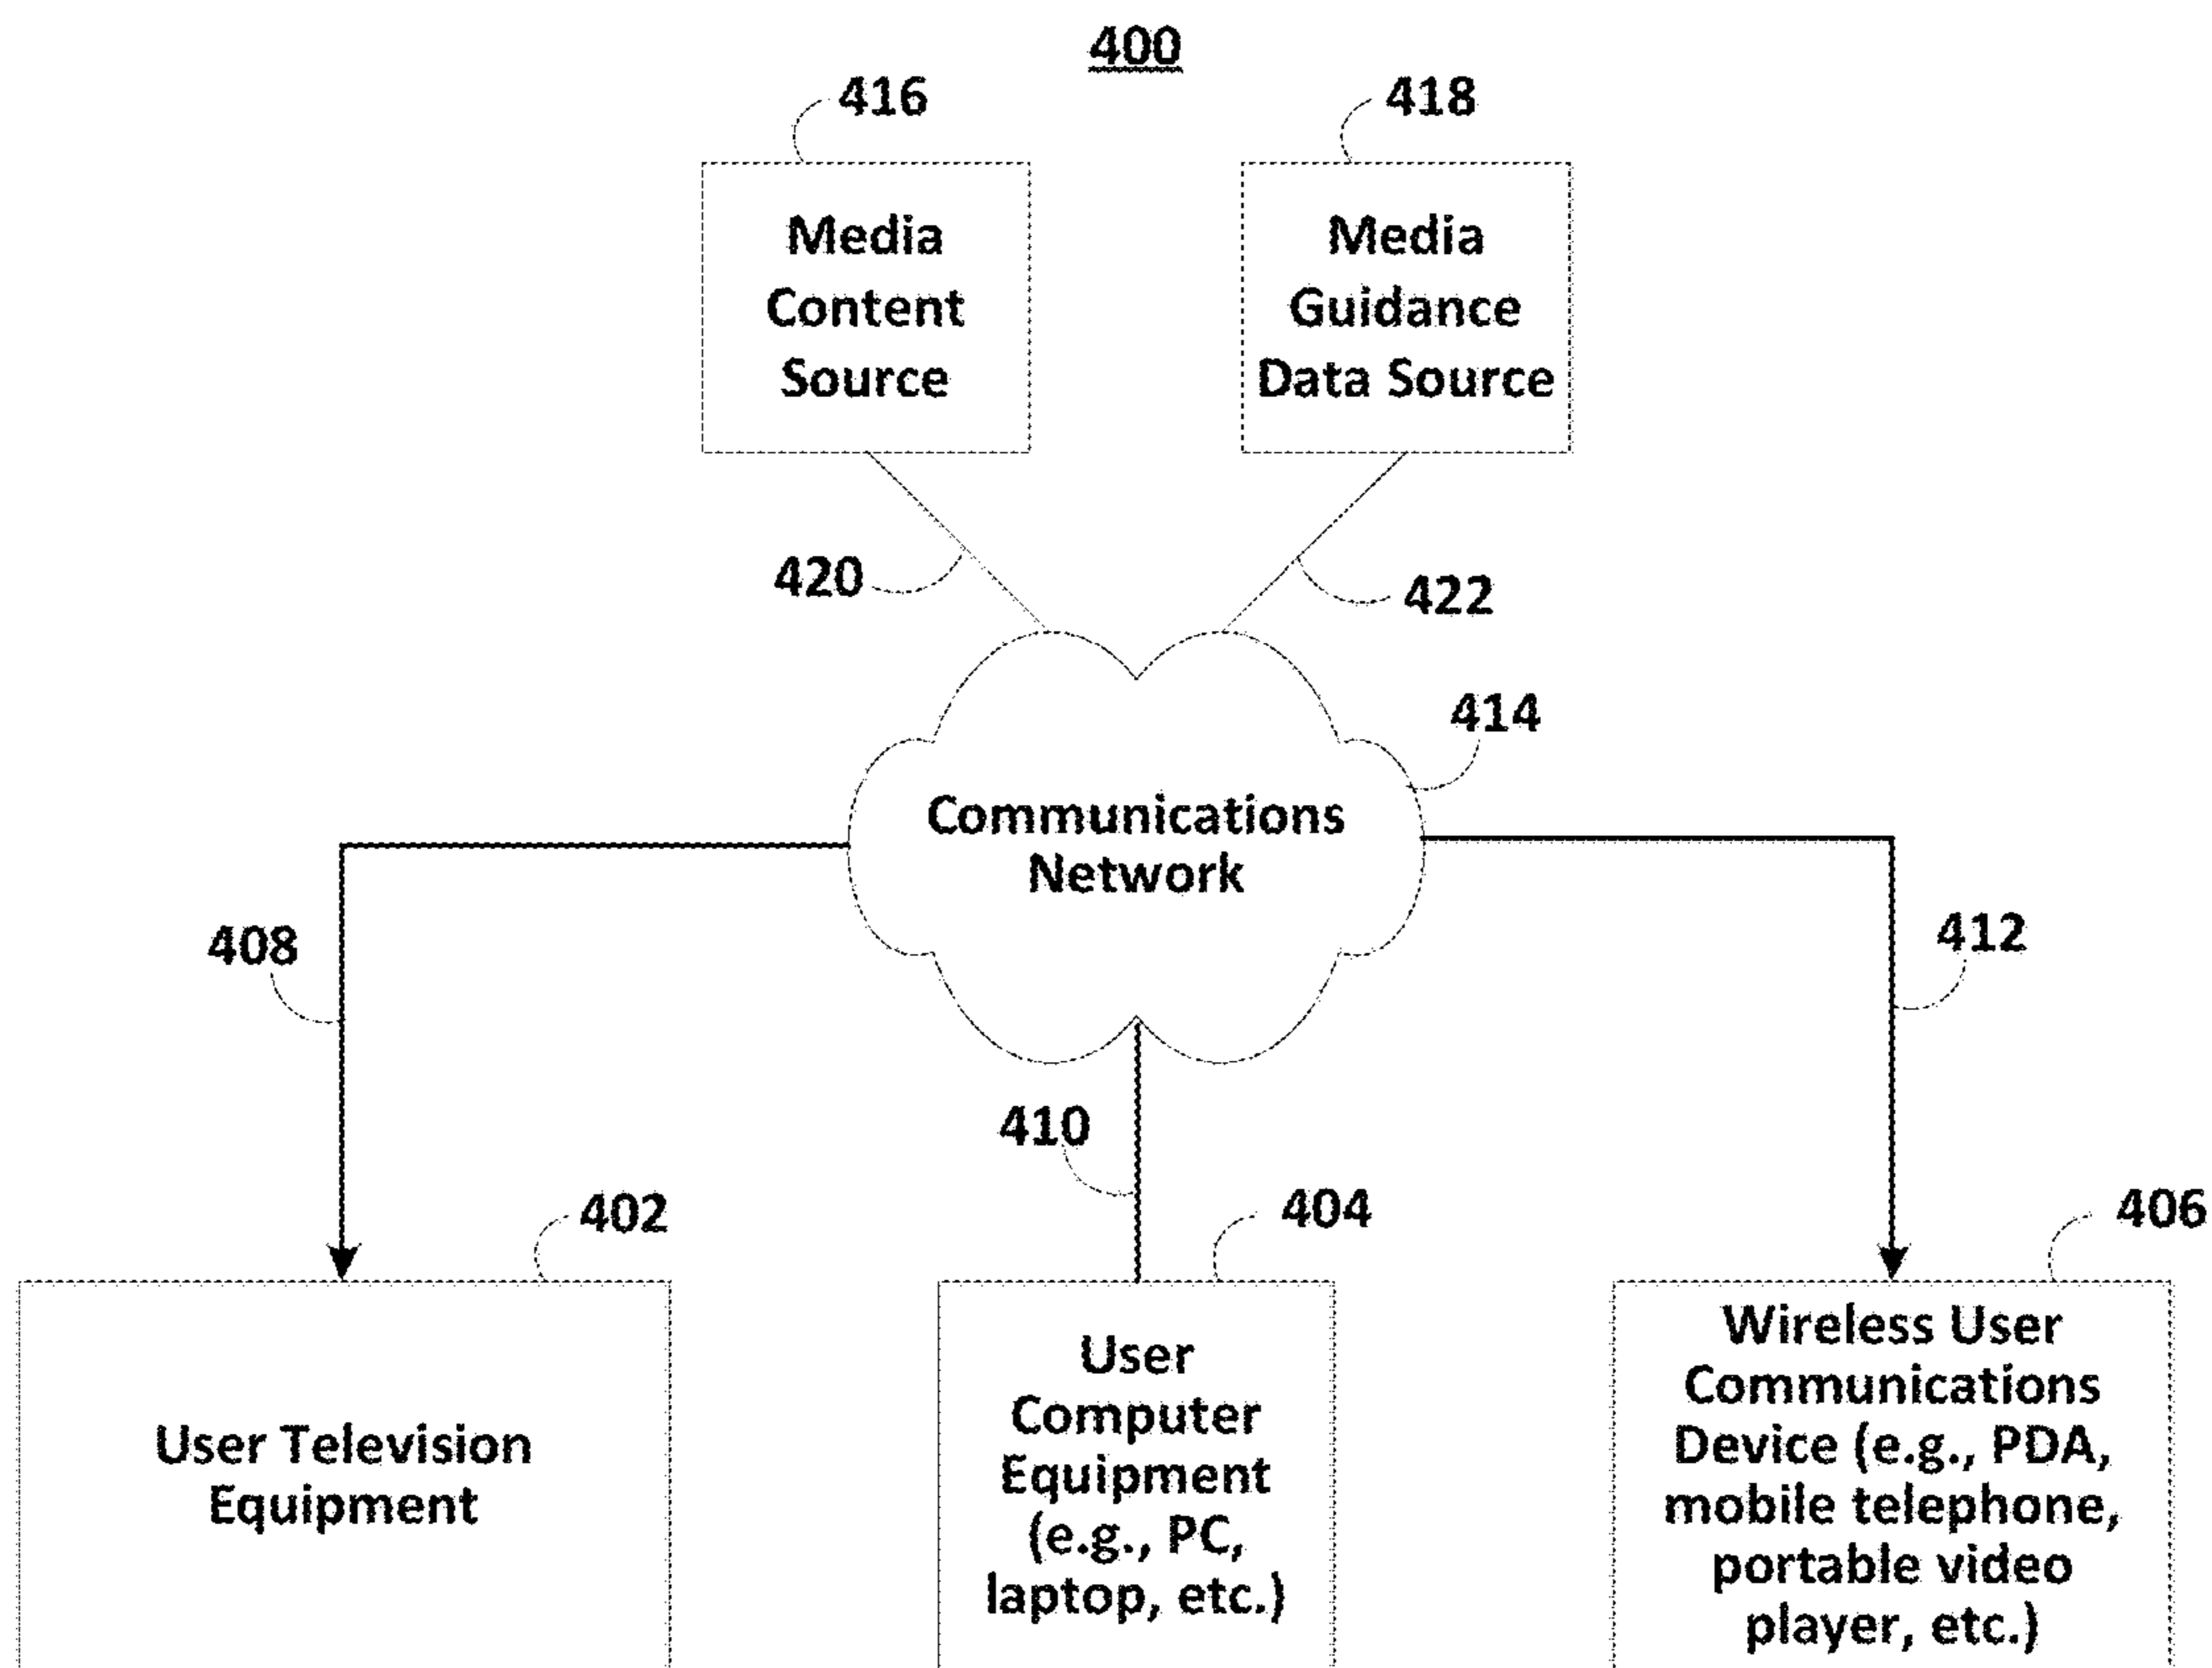 400
416
418
Media
Content
Source
Media
Guidance
Data Source
420
422
414
Communications
Network
408
412
410
402
404
406
User Television
Equipment
User
Computer
Equipment
(e.g., PC,
laptop, etc.)
Wireless User
Communications
Device (e.g., PDA,
mobile telephone,
portable video
player, etc.)